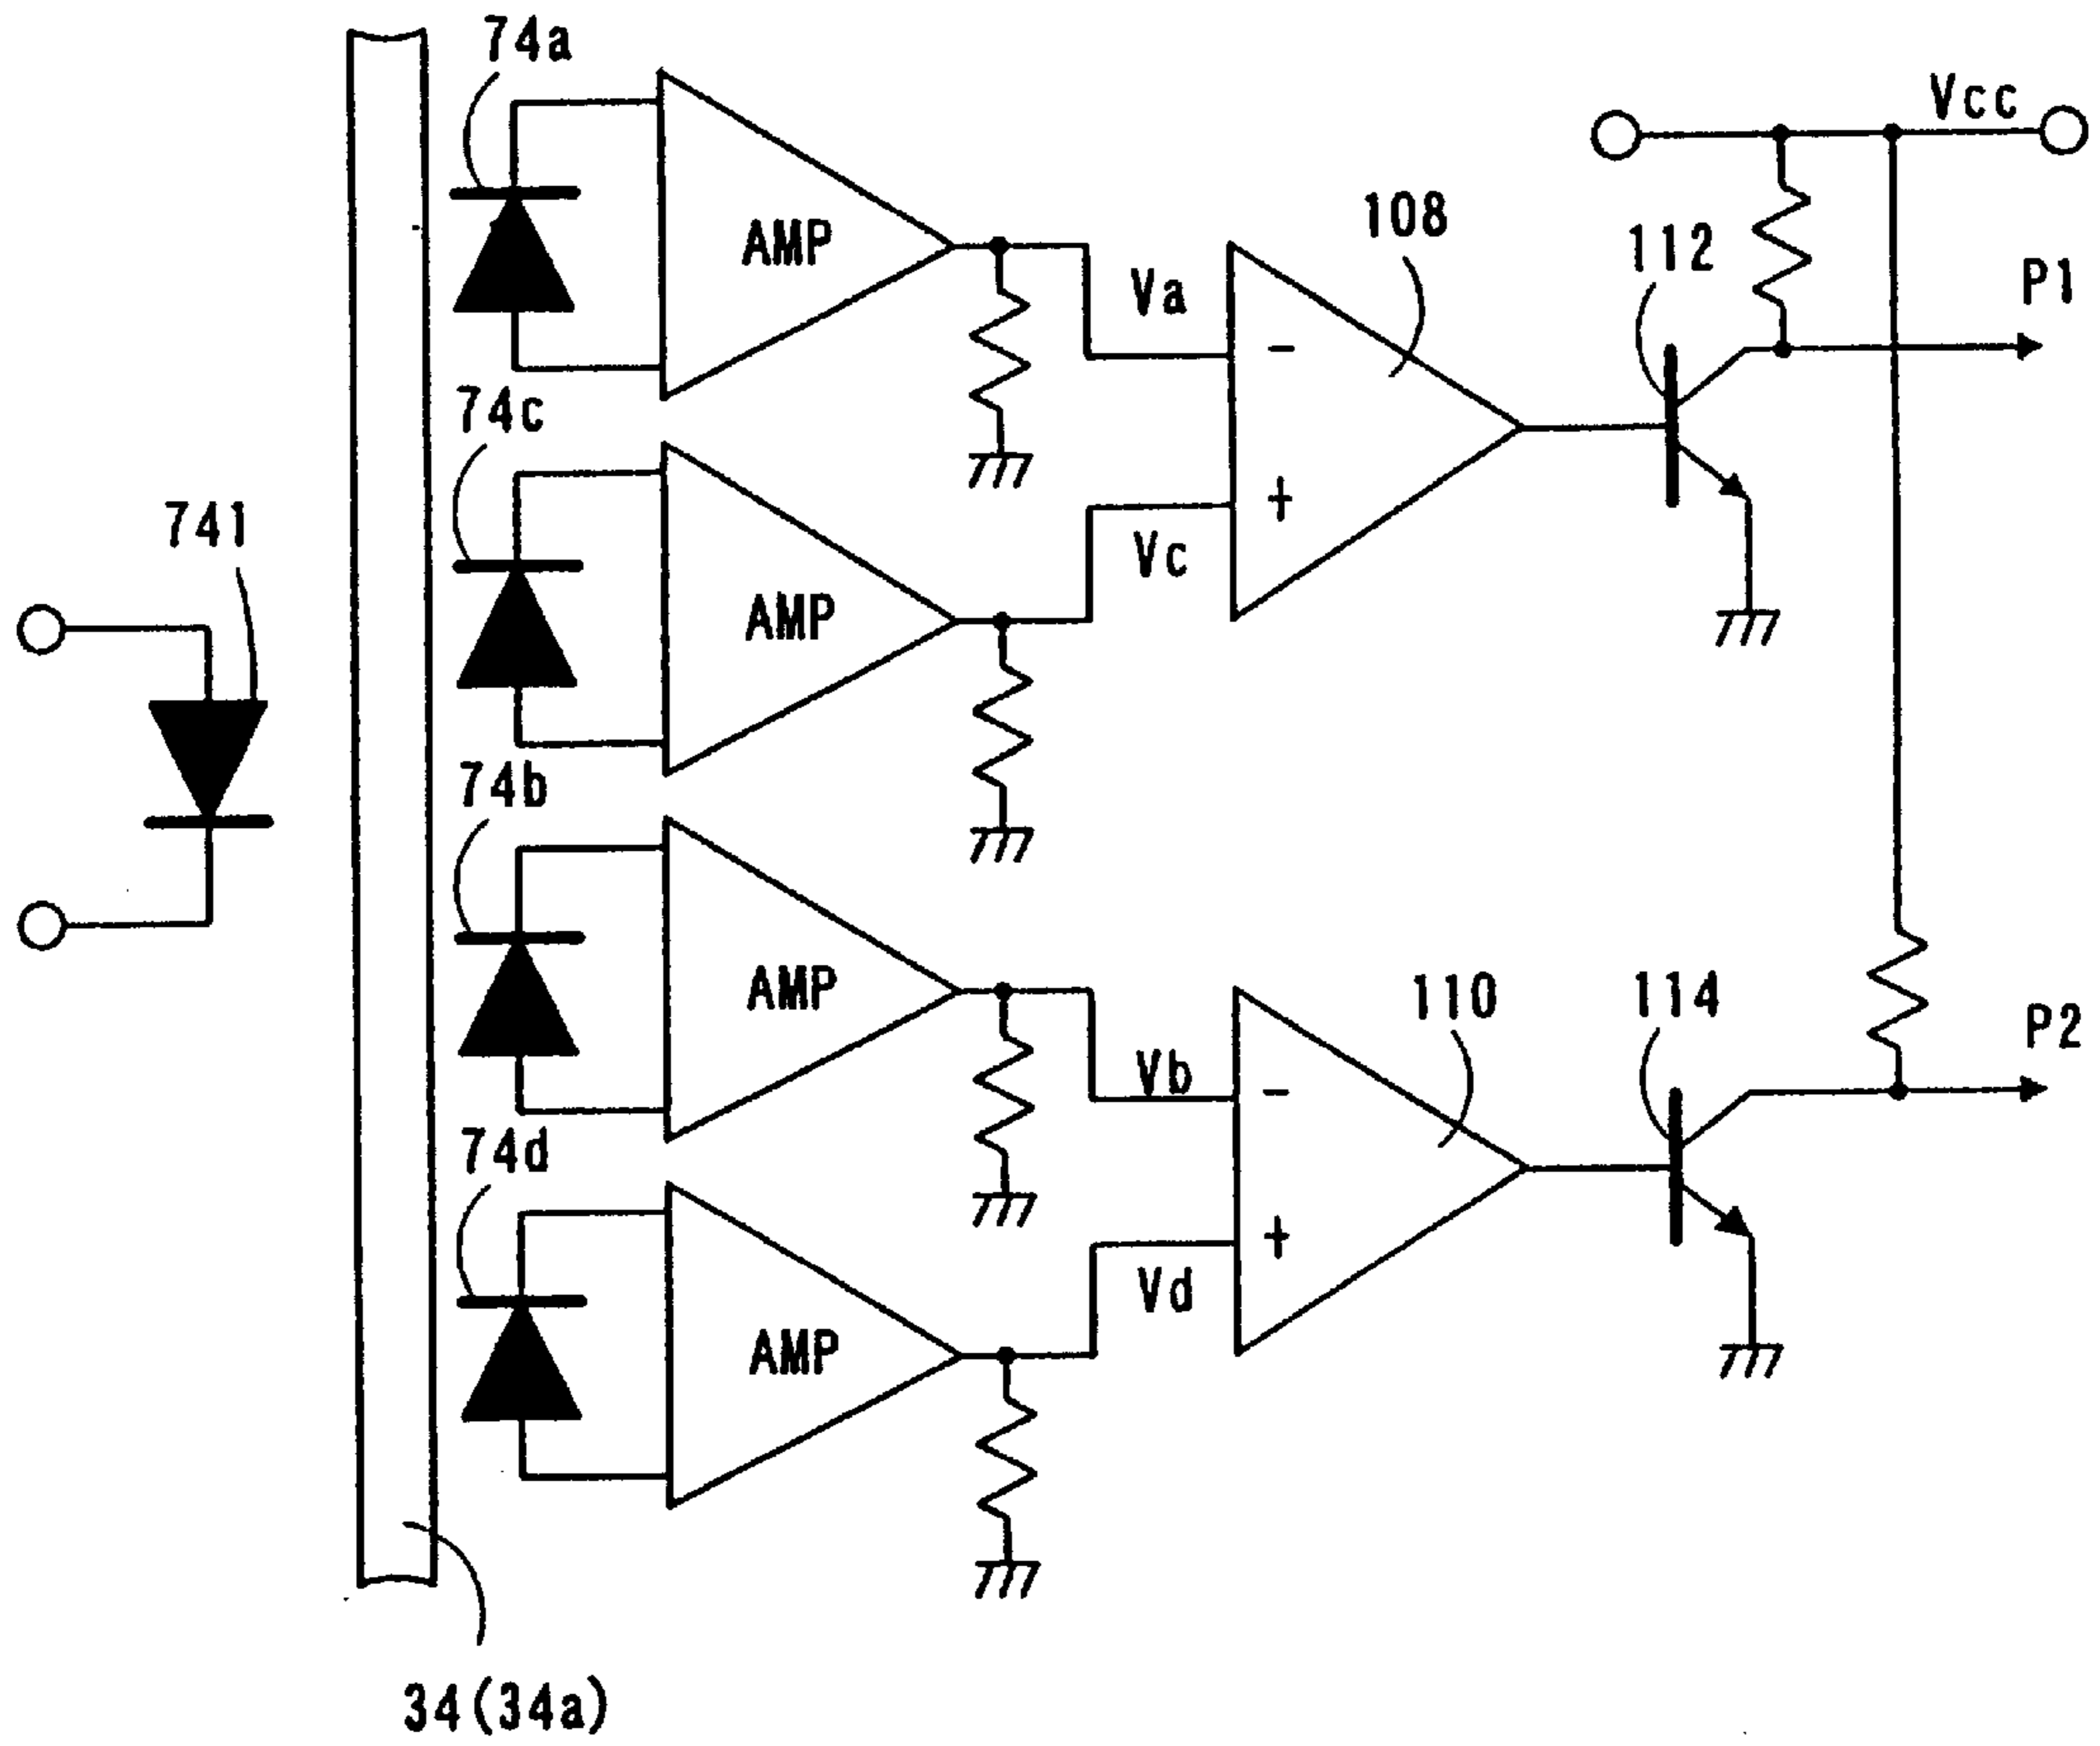 74a
Vcc
AMP
108
112
P1
Va
-
74c
741
+
Vc
AMP
74b
AMP
110
114
P2
Vb
-
74d
+
Vd
AMP
34(34a)